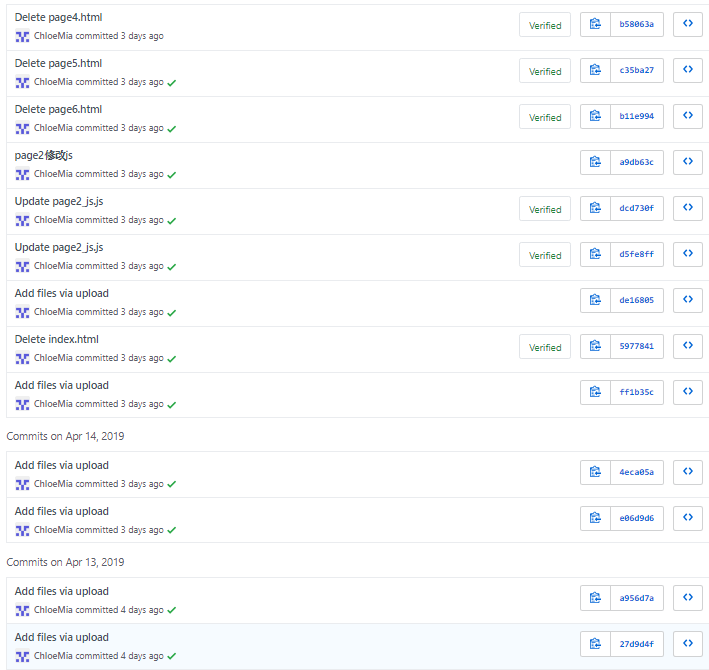 Delete page4.html
ChloeMia committed 3 days ago
Verified
b58063a
Delete page5.html
ChloeMia committed 3 days ago
Verified
c35ba27
Delete page6.html
ChloeMia committed 3 days ago
Verified
b11e994
page2修改js
ChloeMia committed 3 days ago
a9db63c
Update page2_js.js
ChloeMia committed 3 days ago
Verified
dcd730f
Update page2_js.js
ChloeMia committed 3 days ago
Verified
d5fe8ff
Add files via upload
ChloeMia committed 3 days ago
de16805
Delete index.html
ChloeMia committed 3 days ago
Verified
5977841
Add files via upload
ChloeMia committed 3 days ago
ff1b35c
Commits on Apr 14, 2019
Add files via upload
ChloeMia committed 3 days ago
4eca05a
Add files via upload
ChloeMia committed 3 days ago
e06d9d6
Commits on Apr 13, 2019
Add files via upload
ChloeMia committed 4 days ago
a956d7a
Add files via upload
ChloeMia committed 4 days ago
27d9d4f